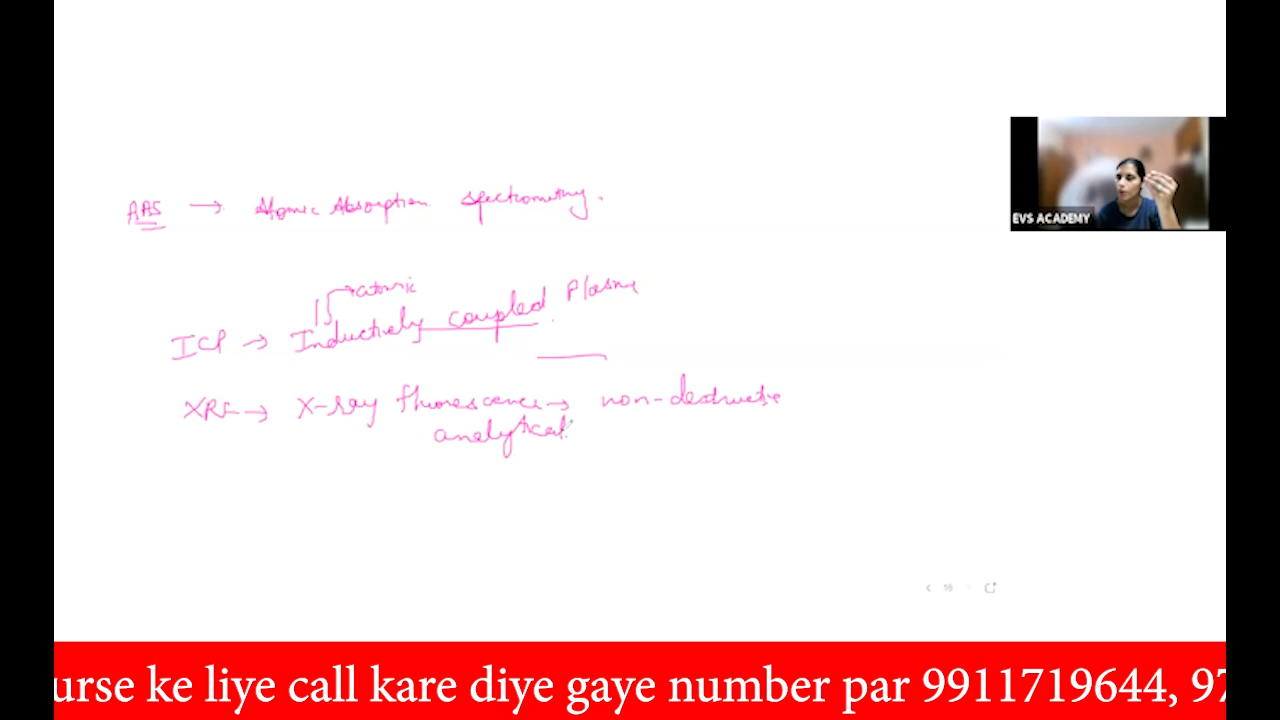 AAS → Atomic Absorption spectrometry.
EVS ACADEMY
→ atomic
ICP → Inductively coupled Plasma
XRF → X-ray fluorescence → non-destructive
analytical
16
urse ke liye call kare diye gaye number par 9911719644, 97